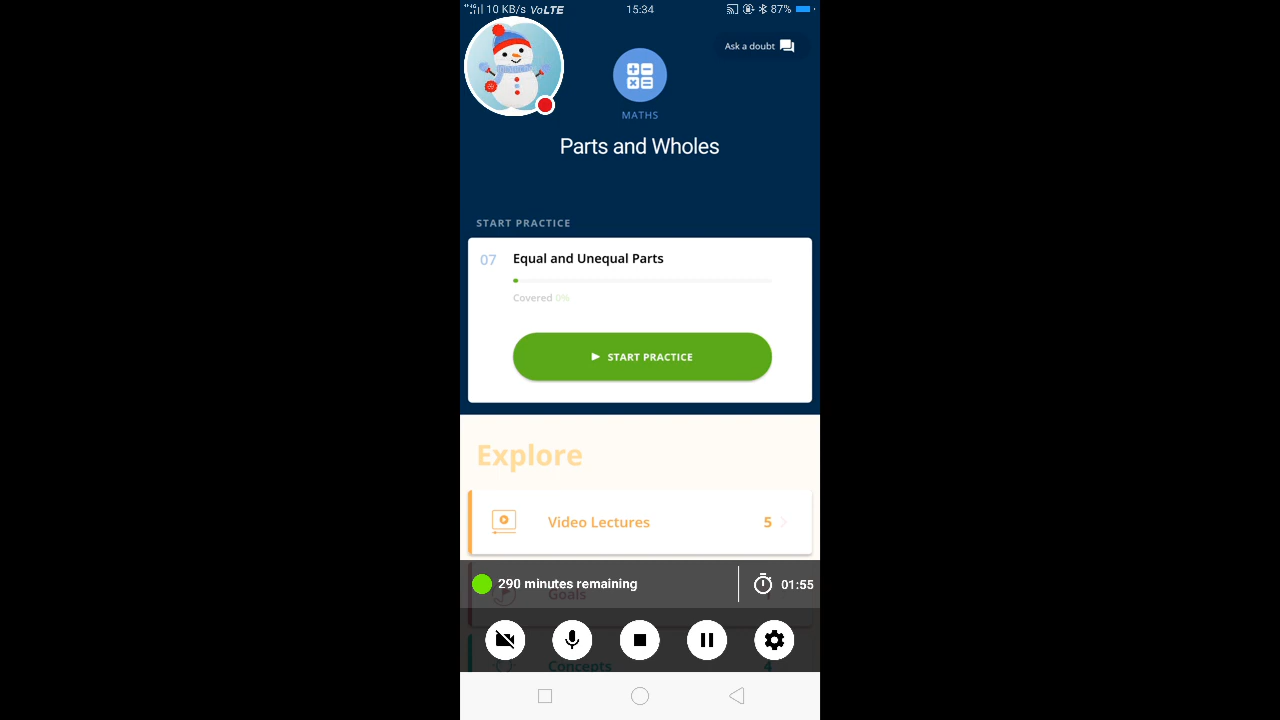 10 KB/s VoLTE 15:34 87%
Ask a doubt
MATHS
Parts and Wholes
START PRACTICE
07 Equal and Unequal Parts
Covered 0%
START PRACTICE
Explore
Video Lectures 5
290 minutes remaining 01:55
Goals
Concepts 4